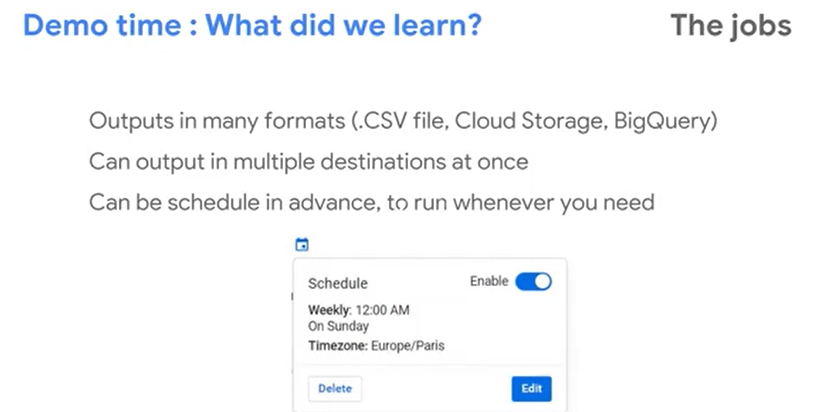 Demo time : What did we learn?
The jobs
Outputs in many formats (.CSV file, Cloud Storage, BigQuery)
Can output in multiple destinations at once
Can be schedule in advance, to run whenever you need
Schedule
Enable
Weekly: 12:00 AM
On Sunday
Timezone: Europe/Paris
Delete
Edit